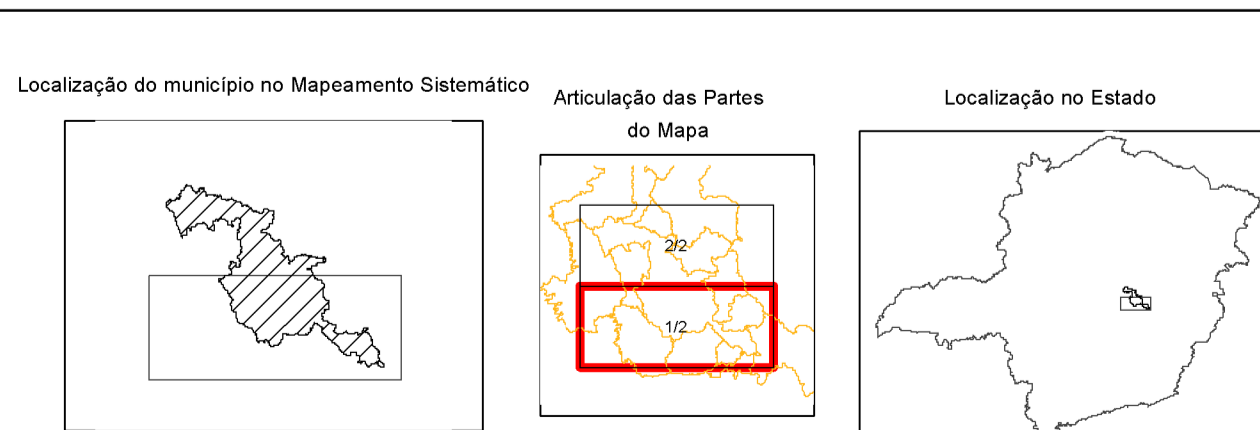 Localização do município no Mapeamento Sistemático
Articulação das Partes
do Mapa
Localização no Estado
2/2
1/2